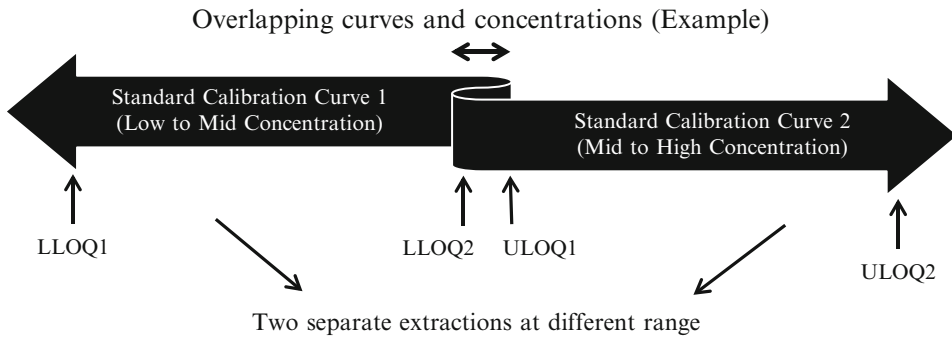 Overlapping curves and concentrations (Example)
Standard Calibration Curve 1
(Low to Mid Concentration)
Standard Calibration Curve 2
(Mid to High Concentration)
LLOQ1
LLOQ2
ULOQ1
ULOQ2
Two separate extractions at different range